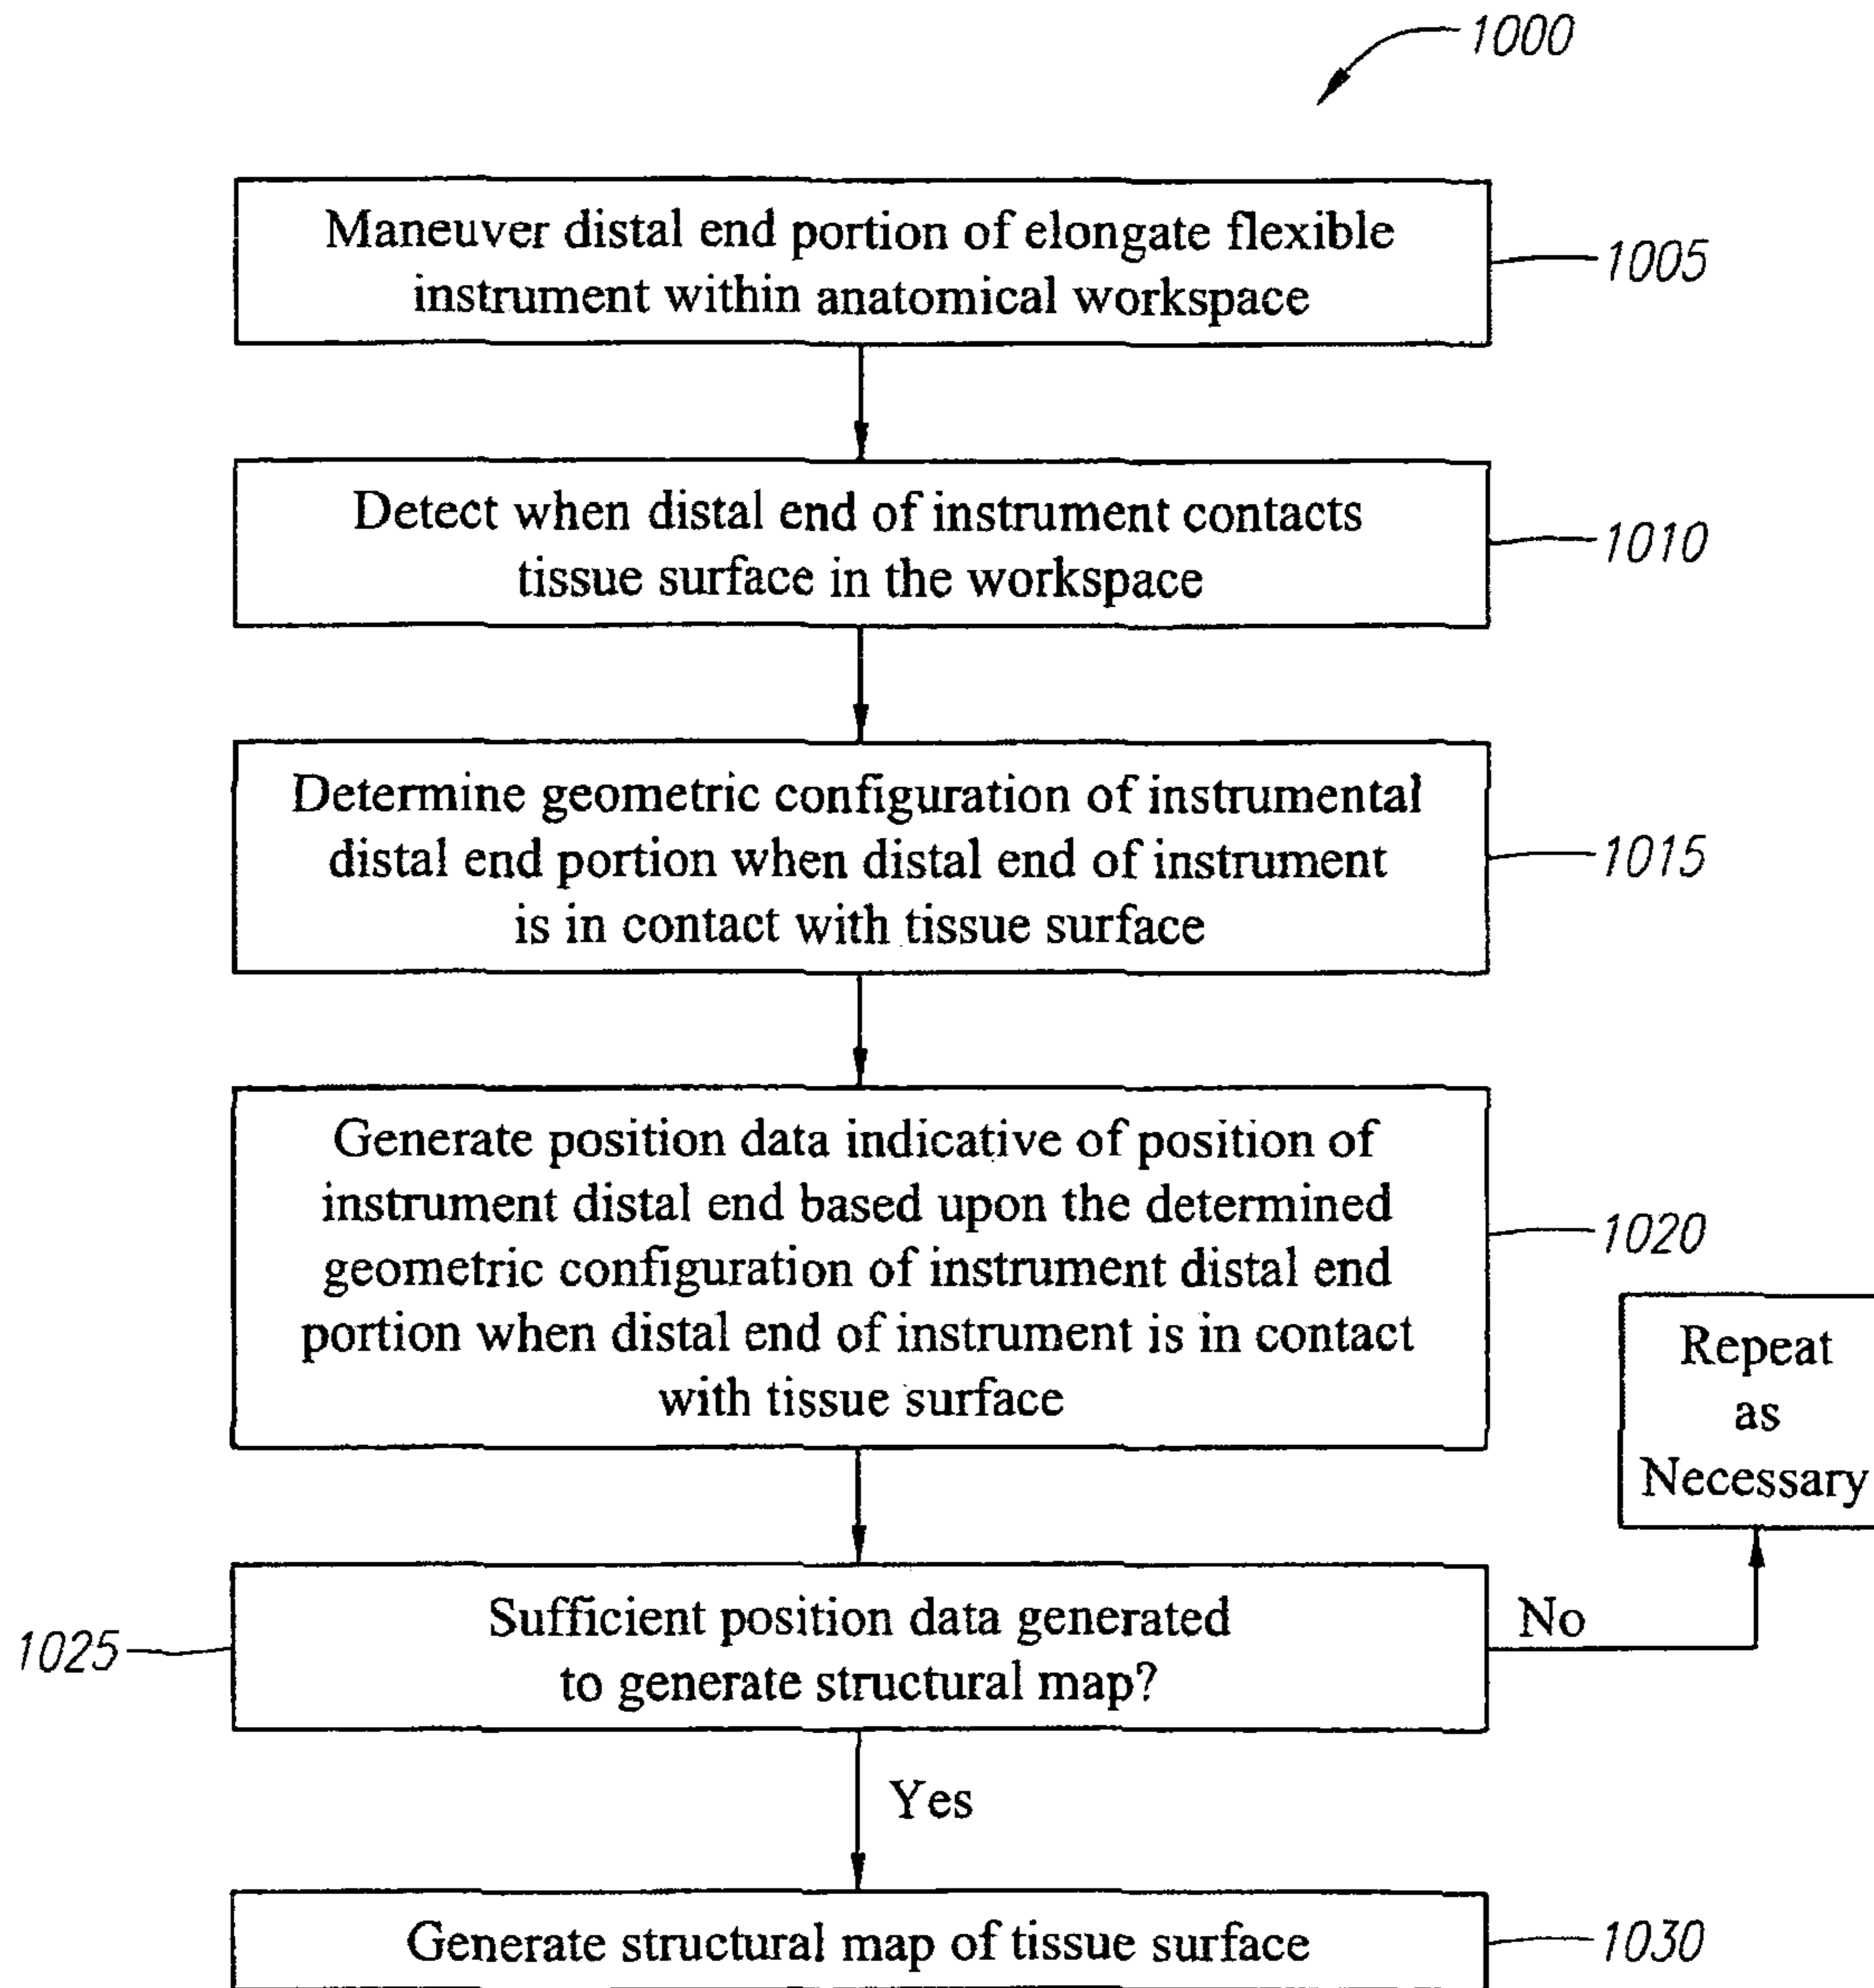 1000
Maneuver distal end portion of elongate flexible
instrument within anatomical workspace
1005
Detect when distal end of instrument contacts
tissue surface in the workspace
1010
Determine geometric configuration of instrumental
distal end portion when distal end of instrument
is in contact with tissue surface
1015
Generate position data indicative of position of
instrument distal end based upon the determined
geometric configuration of instrument distal end
portion when distal end of instrument is in contact
with tissue surface
1020
Repeat
as
Necessary
Sufficient position data generated
to generate structural map?
1025
No
Yes
Generate structural map of tissue surface
1030